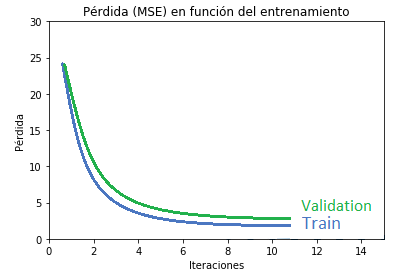 Pérdida (MSE) en función del entrenamiento
30
25
20
15
10
5
0
Pérdida
Validation
Train
0 2 4 6 8 10 12 14
Iteraciones